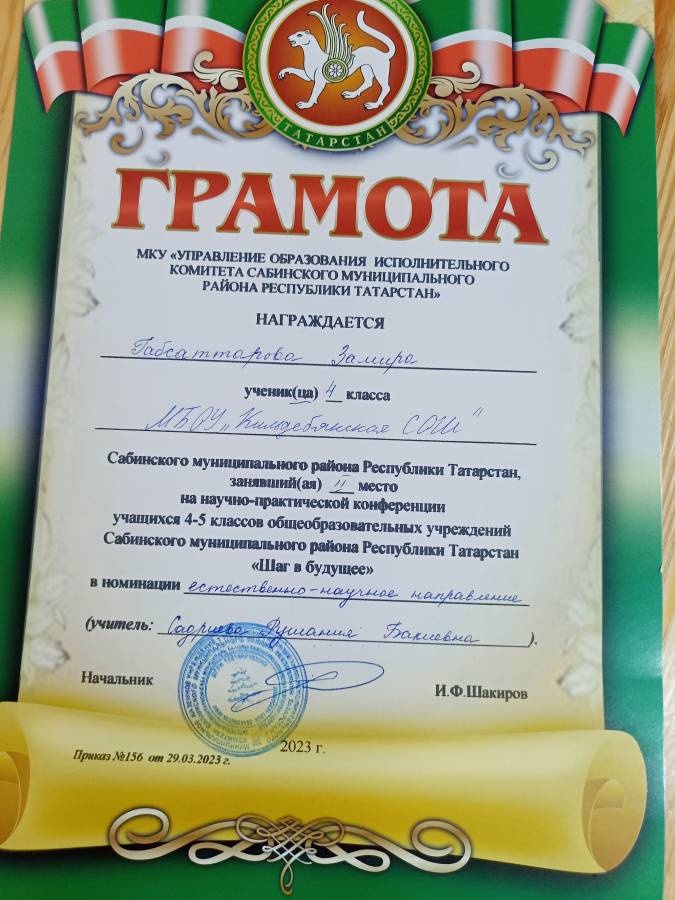 ТАТАРСТАН
ГРАМОТА
МКУ «УПРАВЛЕНИЕ ОБРАЗОВАНИЯ ИСПОЛНИТЕЛЬНОГО
КОМИТЕТА САБИНСКОГО МУНИЦИПАЛЬНОГО
РАЙОНА РЕСПУБЛИКИ ТАТАРСТАН»
НАГРАЖДАЕТСЯ
Габсаттарова Замира
ученик(ца) 4 класса
МБОУ „Кильдебякская СОШ"
Сабинского муниципального района Республики Татарстан,
занявший(ая) II место
на научно-практической конференции
учащихся 4-5 классов общеобразовательных учреждений
Сабинского муниципального района Республики Татарстан
«Шаг в будущее»
в номинации естественно-научное направление
(учитель: Садриева Рушания Бакиевна ).
Начальник И.Ф.Шакиров
2023 г.
Приказ №156 от 29.03.2023 г.